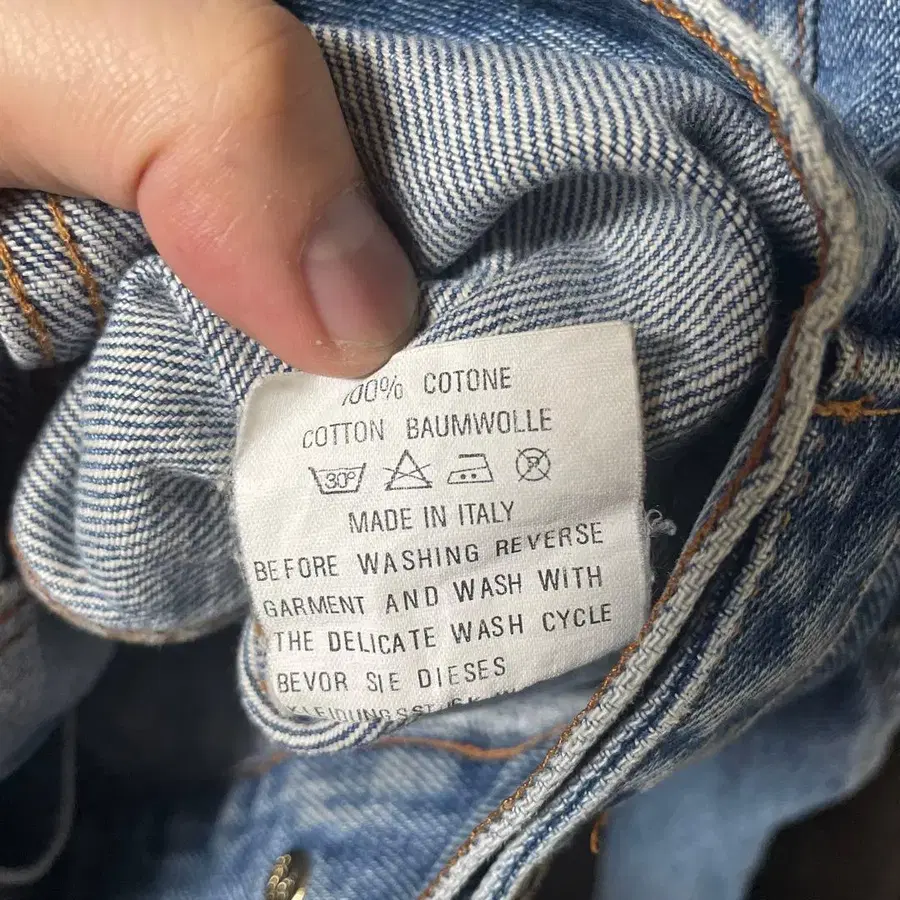 100% COTONE
COTTON BAUMWOLLE
30°
MADE IN ITALY
BEFORE WASHING REVERSE
GARMENT AND WASH WITH
THE DELICATE WASH CYCLE
BEVOR SIE DIESES